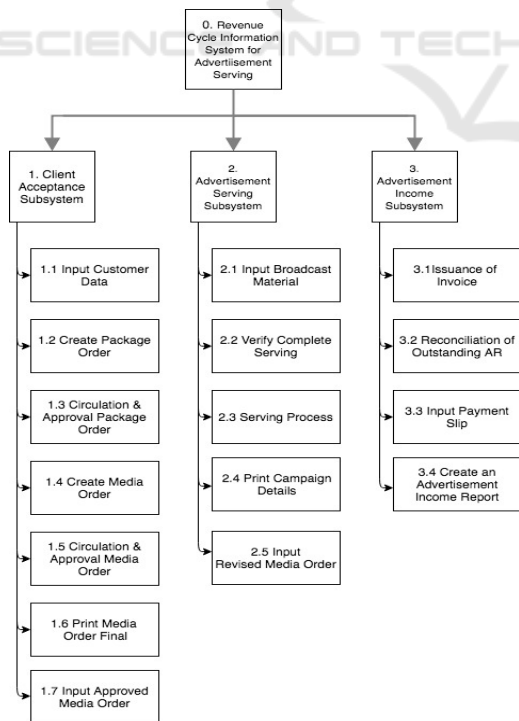 SCIENCE AND TECH
0. Revenue
Cycle Information
System for
Advertiisement
Serving
1. Client
Acceptance
Subsystem
1.1 Input Customer
Data
1.2 Create Package
Order
1.3 Circulation &
Approval Package
Order
1.4 Create Media
Order
1.5 Circulation &
Approval Media
Order
1.6 Print Media
Order Final
1.7 Input Approved
Media Order
2.
Advertisement
Serving
Subsystem
2.1 Input Broadcast
Material
2.2 Verify Complete
Serving
2.3 Serving Process
2.4 Print Campaign
Details
2.5 Input
Revised Media Order
3.
Advertisement
Income
Subsystem
3.1Issuance of
Invoice
3.2 Reconciliation of
Outstanding AR
3.3 Input Payment
Slip
3.4 Create an
Advertisement
Income Report